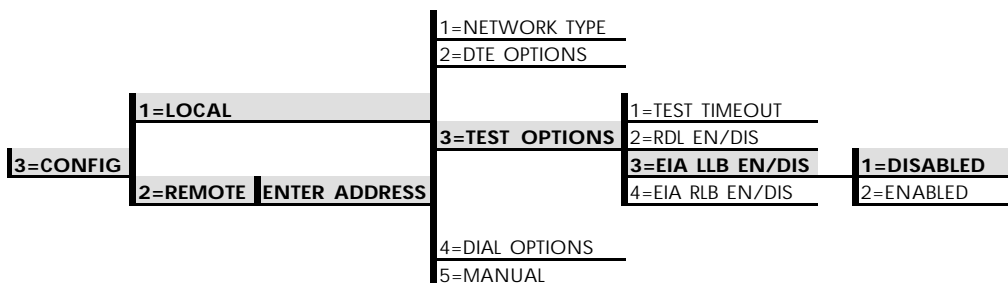 1=NETWORK TYPE
2=DTE OPTIONS
1=LOCAL
1=TEST TIMEOUT
3=TEST OPTIONS
2=RDL EN/DIS
3=CONFIG
3=EIA LLB EN/DIS
1=DISABLED
2=REMOTE
ENTER ADDRESS
4=EIA RLB EN/DIS
2=ENABLED
4=DIAL OPTIONS
5=MANUAL